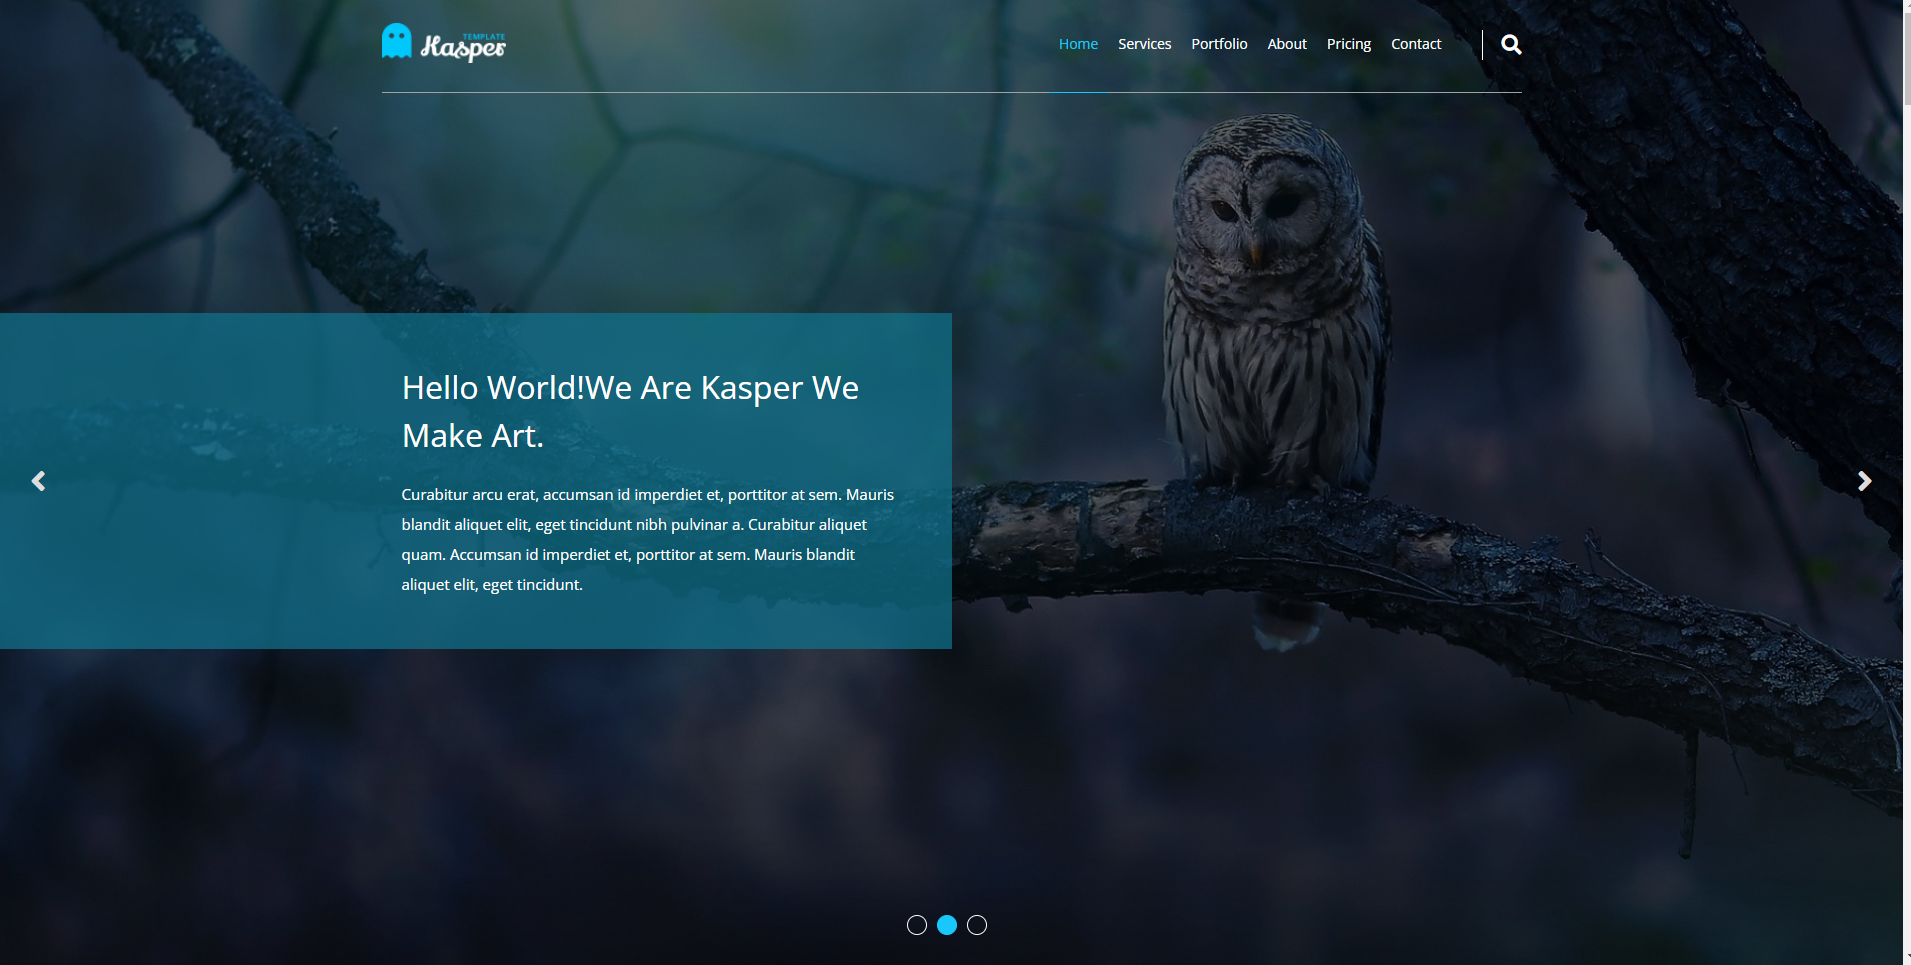 TEMPLATE
Kasper
Home Services Portfolio About Pricing Contact
Hello World!We Are Kasper We
Make Art.
Curabitur arcu erat, accumsan id imperdiet et, porttitor at sem. Mauris
blandit aliquet elit, eget tincidunt nibh pulvinar a. Curabitur aliquet
quam. Accumsan id imperdiet et, porttitor at sem. Mauris blandit
aliquet elit, eget tincidunt.